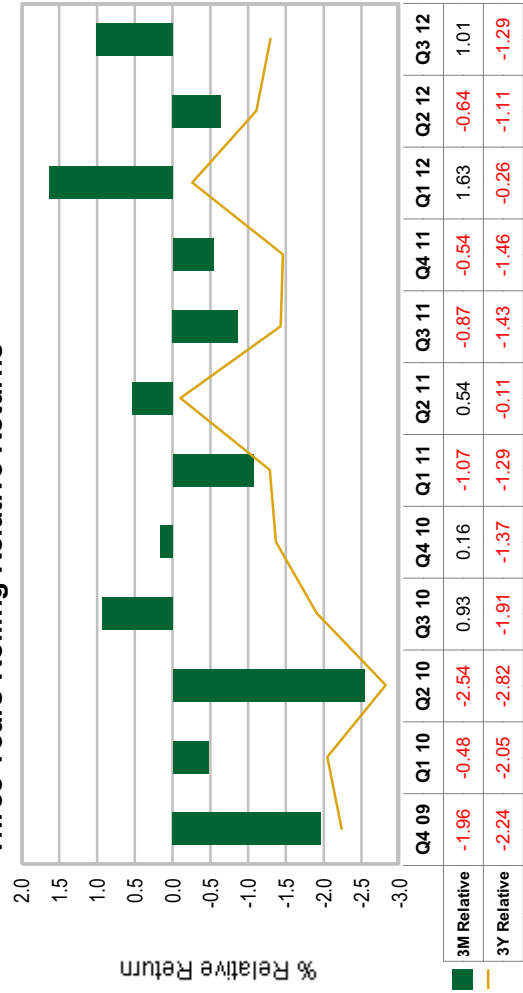 Three Years Rolling Relative Returns
2.0
1.5
1.0
0.5
0.0
-0.5
-1.0
-1.5
-2.0
-2.5
-3.0
% Relative Return
Q4 09 Q1 10 Q2 10 Q3 10 Q4 10 Q1 11 Q2 11 Q3 11 Q4 11 Q1 12 Q2 12 Q3 12
3M Relative -1.96 -0.48 -2.54 0.93 0.16 -1.07 0.54 -0.87 -0.54 1.63 -0.64 1.01
3Y Relative -2.24 -2.05 -2.82 -1.91 -1.37 -1.29 -0.11 -1.43 -1.46 -0.26 -1.11 -1.29